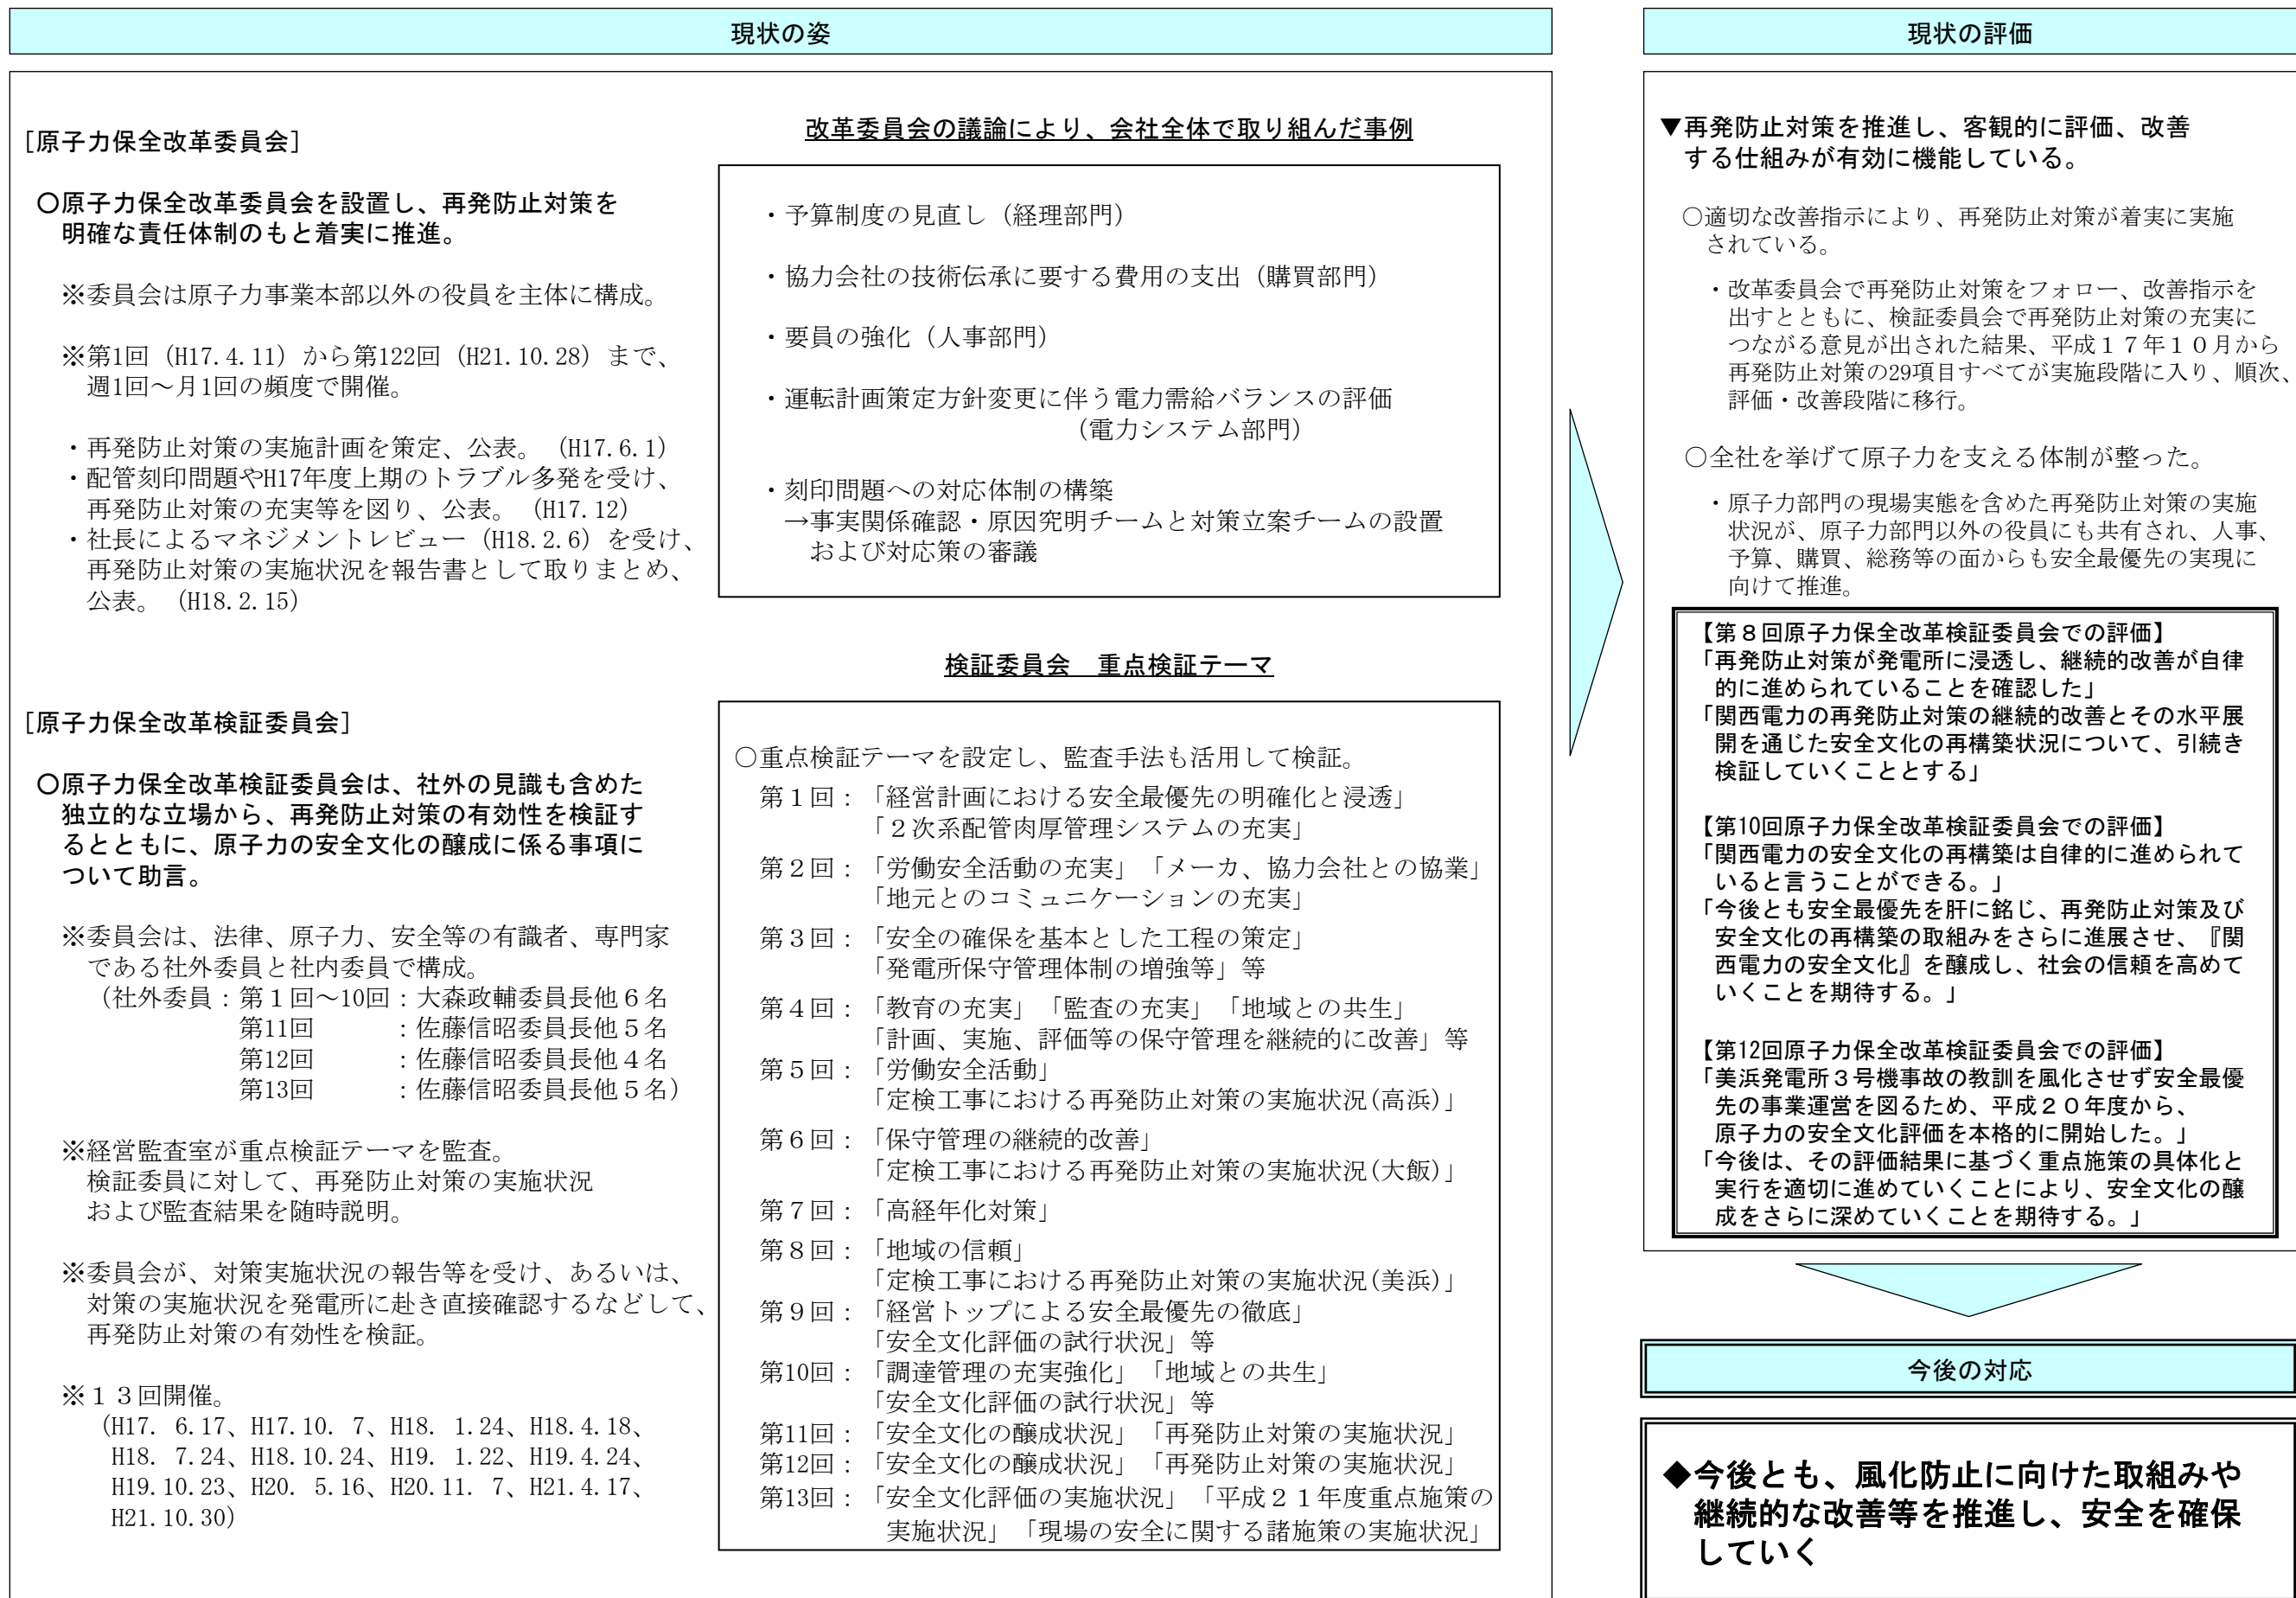 現状の姿
[原子力保全改革委員会]
○原子力保全改革委員会を設置し、再発防止対策を
明確な責任体制のもと着実に推進。
※委員会は原子力事業本部以外の役員を主体に構成。
※第1回（H17.4.11）から第122回（H21.10.28）まで、
週1回～月1回の頻度で開催。
・再発防止対策の実施計画を策定、公表。（H17.6.1）
・配管刻印問題やH17年度上期のトラブル多発を受け、
再発防止対策の充実等を図り、公表。（H17.12）
・社長によるマネジメントレビュー（H18.2.6）を受け、
再発防止対策の実施状況を報告書として取りまとめ、
公表。（H18.2.15）
改革委員会の議論により、会社全体で取り組んだ事例
・予算制度の見直し（経理部門）
・協力会社の技術伝承に要する費用の支出（購買部門）
・要員の強化（人事部門）
・運転計画策定方針変更に伴う電力需給バランスの評価
（電力システム部門）
・刻印問題への対応体制の構築
→事実関係確認・原因究明チームと対策立案チームの設置
および対応策の審議
[原子力保全改革検証委員会]
○原子力保全改革検証委員会は、社外の見識も含めた
独立的な立場から、再発防止対策の有効性を検証す
るとともに、原子力の安全文化の醸成に係る事項に
ついて助言。
※委員会は、法律、原子力、安全等の有識者、専門家
である社外委員と社内委員で構成。
（社外委員：第１回～10回：大森政輔委員長他６名
第11回　　　：佐藤信昭委員長他５名
第12回　　　：佐藤信昭委員長他４名
第13回　　　：佐藤信昭委員長他５名）
※経営監査室が重点検証テーマを監査。
検証委員に対して、再発防止対策の実施状況
および監査結果を随時説明。
※委員会が、対策実施状況の報告等を受け、あるいは、
対策の実施状況を発電所に赴き直接確認するなどして、
再発防止対策の有効性を検証。
※１３回開催。
（H17. 6.17、H17.10. 7、H18. 1.24、H18.4.18、
H18. 7.24、H18.10.24、H19. 1.22、H19.4.24、
H19.10.23、H20. 5.16、H20.11. 7、H21.4.17、
H21.10.30）
検証委員会　重点検証テーマ
○重点検証テーマを設定し、監査手法も活用して検証。
第１回：「経営計画における安全最優先の明確化と浸透」
「２次系配管肉厚管理システムの充実」
第２回：「労働安全活動の充実」「メーカ、協力会社との協業」
「地元とのコミュニケーションの充実」
第３回：「安全の確保を基本とした工程の策定」
「発電所保守管理体制の増強等」等
第４回：「教育の充実」「監査の充実」「地域との共生」
「計画、実施、評価等の保守管理を継続的に改善」等
第５回：「労働安全活動」
「定検工事における再発防止対策の実施状況(高浜)」
第６回：「保守管理の継続的改善」
「定検工事における再発防止対策の実施状況(大飯)」
第７回：「高経年化対策」
第８回：「地域の信頼」
「定検工事における再発防止対策の実施状況(美浜)」
第９回：「経営トップによる安全最優先の徹底」
「安全文化評価の試行状況」等
第10回：「調達管理の充実強化」「地域との共生」
「安全文化評価の試行状況」等
第11回：「安全文化の醸成状況」「再発防止対策の実施状況」
第12回：「安全文化の醸成状況」「再発防止対策の実施状況」
第13回：「安全文化評価の実施状況」「平成２１年度重点施策の
実施状況」「現場の安全に関する諸施策の実施状況」
現状の評価
▼再発防止対策を推進し、客観的に評価、改善
する仕組みが有効に機能している。
○適切な改善指示により、再発防止対策が着実に実施
されている。
・改革委員会で再発防止対策をフォロー、改善指示を
出すとともに、検証委員会で再発防止対策の充実に
つながる意見が出された結果、平成１７年１０月から
再発防止対策の29項目すべてが実施段階に入り、順次、
評価・改善段階に移行。
○全社を挙げて原子力を支える体制が整った。
・原子力部門の現場実態を含めた再発防止対策の実施
状況が、原子力部門以外の役員にも共有され、人事、
予算、購買、総務等の面からも安全最優先の実現に
向けて推進。
【第８回原子力保全改革検証委員会での評価】
「再発防止対策が発電所に浸透し、継続的改善が自律
的に進められていることを確認した」
「関西電力の再発防止対策の継続的改善とその水平展
開を通じた安全文化の再構築状況について、引続き
検証していくこととする」
【第10回原子力保全改革検証委員会での評価】
「関西電力の安全文化の再構築は自律的に進められて
いると言うことができる。」
「今後とも安全最優先を肝に銘じ、再発防止対策及び
安全文化の再構築の取組みをさらに進展させ、『関
西電力の安全文化』を醸成し、社会の信頼を高めて
いくことを期待する。」
【第12回原子力保全改革検証委員会での評価】
「美浜発電所３号機事故の教訓を風化させず安全最優
先の事業運営を図るため、平成２０年度から、
原子力の安全文化評価を本格的に開始した。」
「今後は、その評価結果に基づく重点施策の具体化と
実行を適切に進めていくことにより、安全文化の醸
成をさらに深めていくことを期待する。」
今後の対応
◆今後とも、風化防止に向けた取組みや
継続的な改善等を推進し、安全を確保
していく